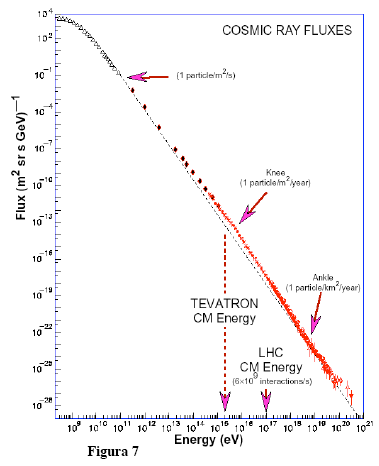 COSMIC RAY FLUXES
10⁴
10²
10⁻¹
10⁻⁴
10⁻⁷
10⁻¹⁰
10⁻¹³
10⁻¹⁶
10⁻¹⁹
10⁻²²
10⁻²⁵
10⁻²⁸
Flux (m² sr s GeV)—¹
(1 particle/m²/s)
Knee
(1 particle/m²/year)
Ankle
(1 particle/km²/year)
TEVATRON
CM Energy
LHC
CM Energy
(6×10⁹ interactions/s)
10⁹ 10¹⁰ 10¹¹ 10¹² 10¹³ 10¹⁴ 10¹⁵ 10¹⁶ 10¹⁷ 10¹⁸ 10¹⁹ 10²⁰ 10²¹
Energy (eV)
Figura 7